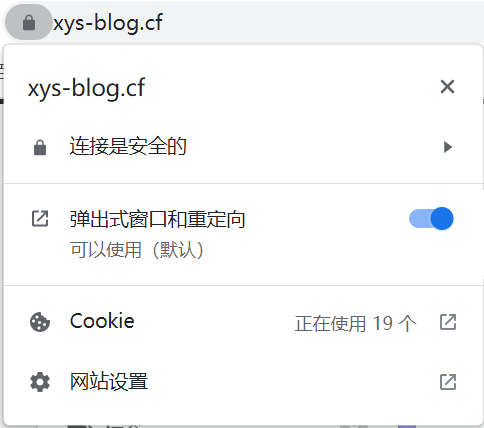 xys-blog.cf
xys-blog.cf
连接是安全的
弹出式窗口和重定向
可以使用（默认）
Cookie 正在使用 19 个
网站设置